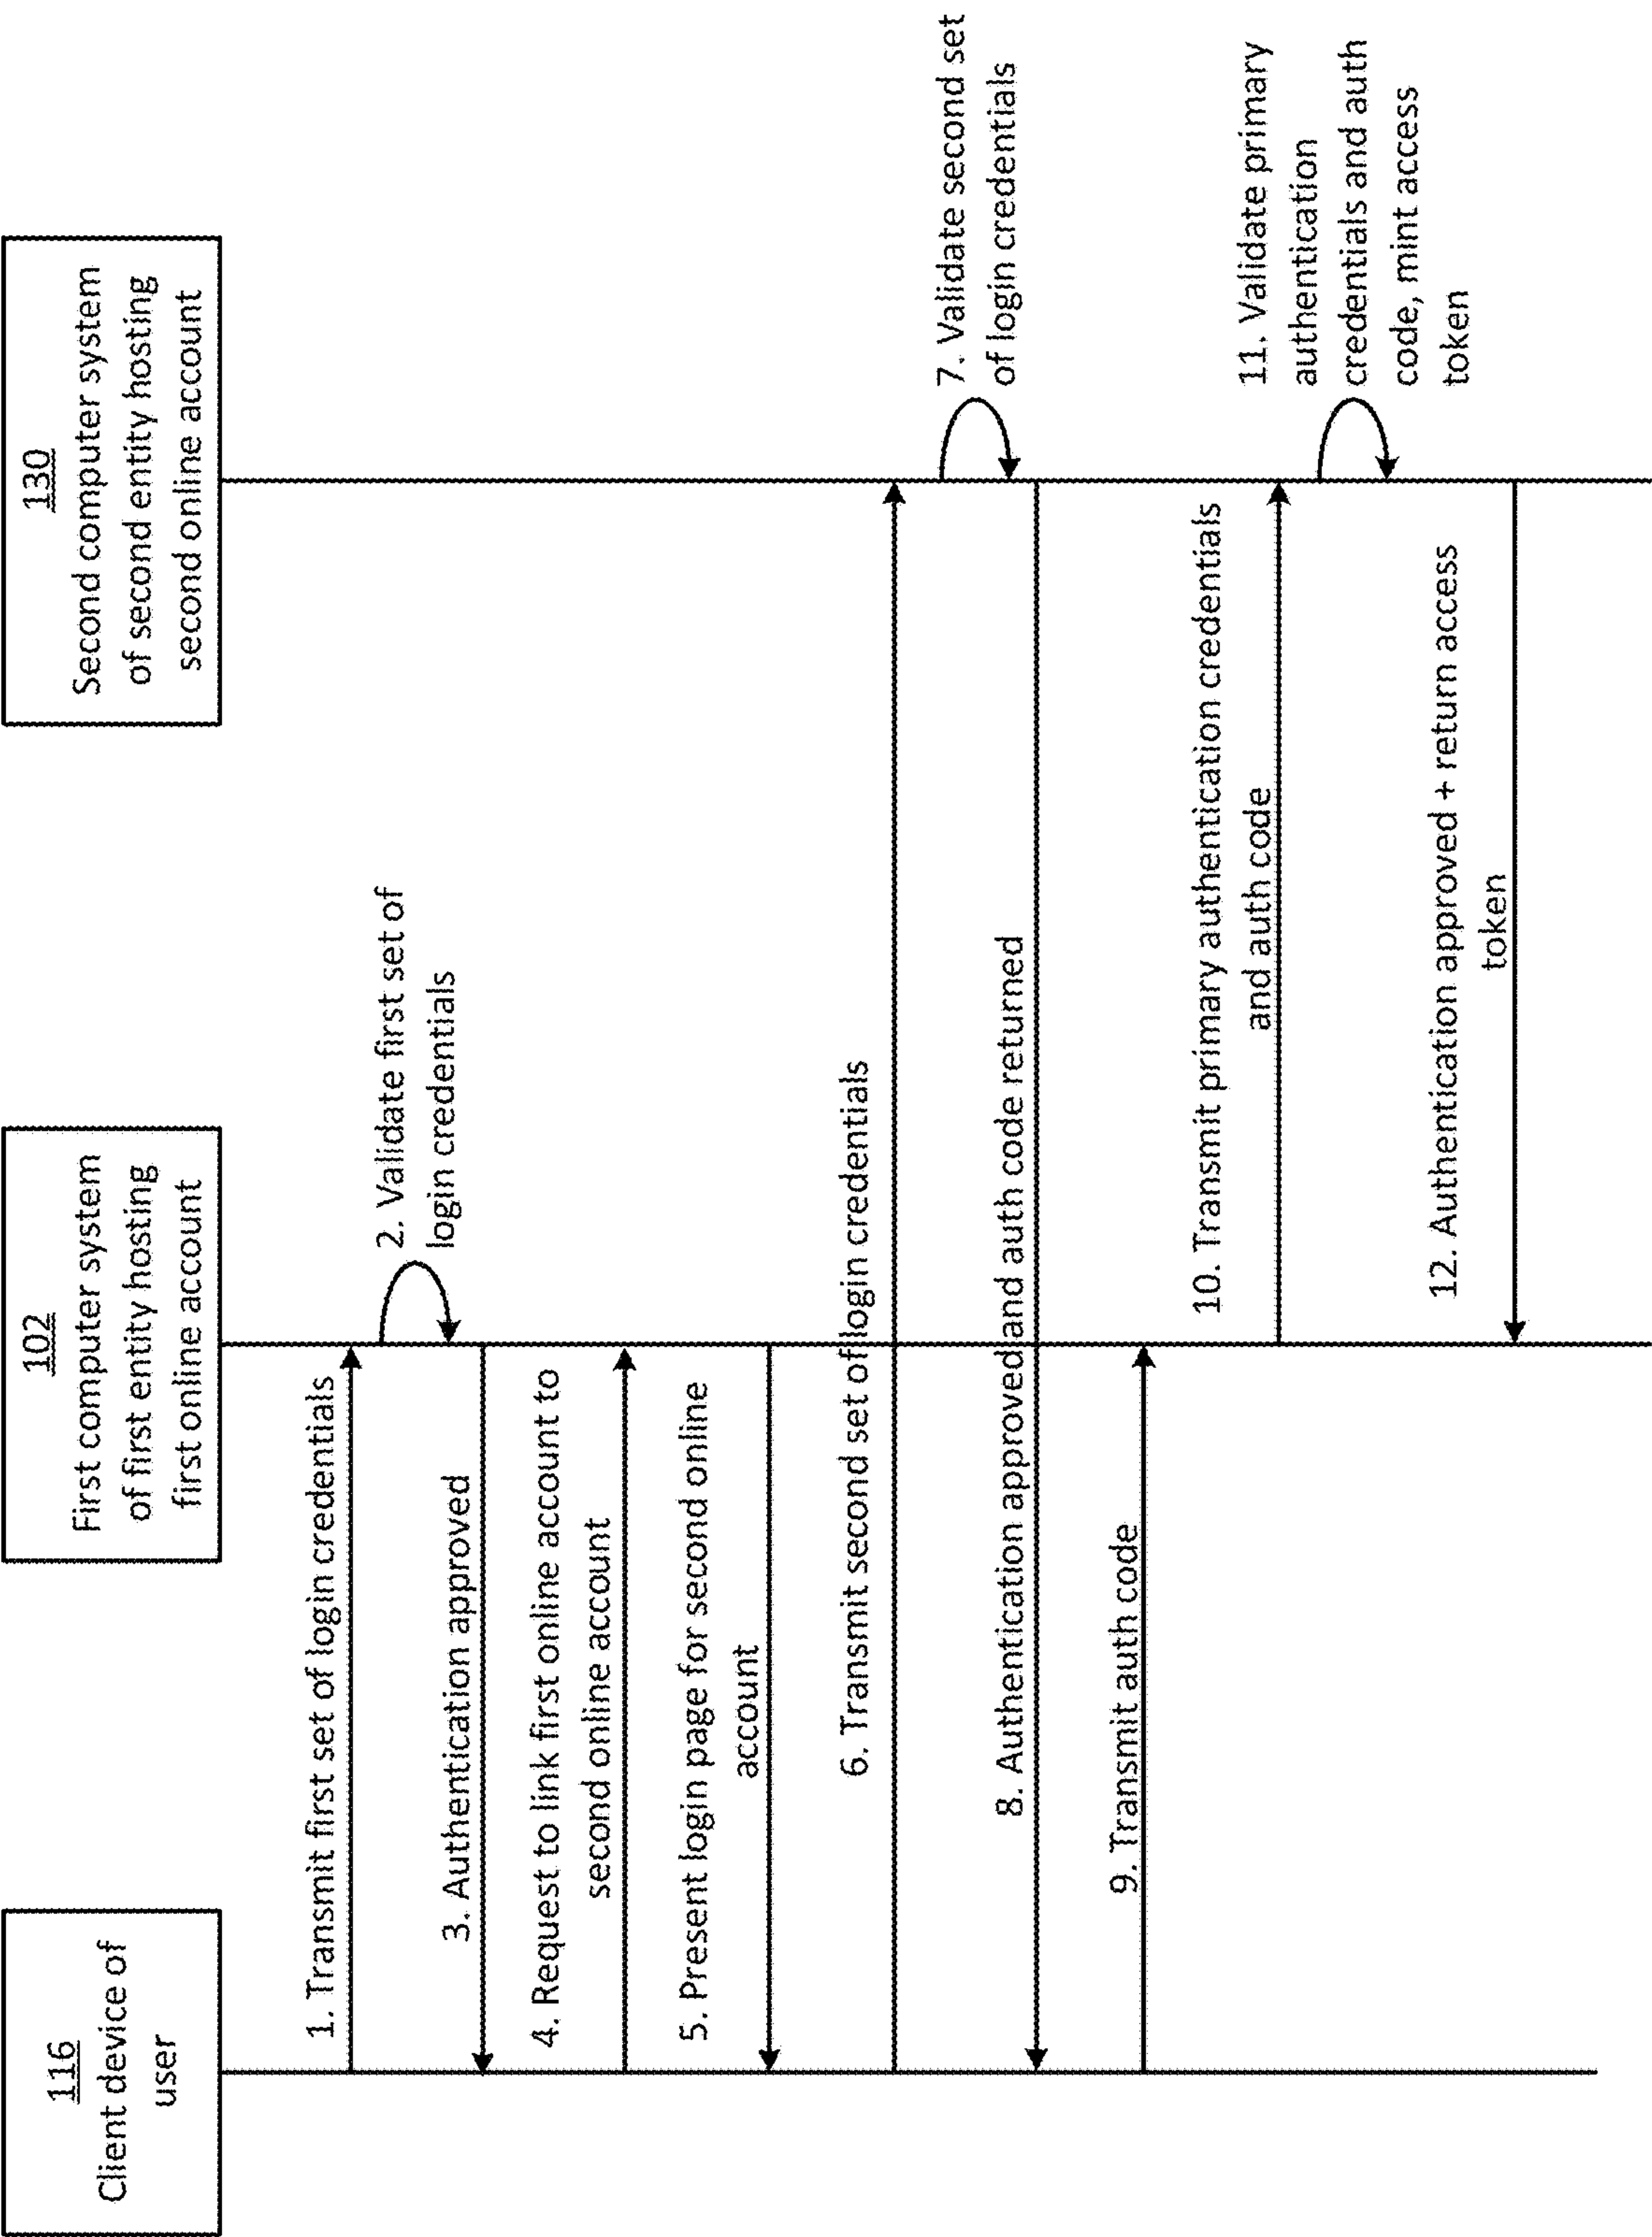 116
Client device of
user
102
First computer system
of first entity hosting
first online account
130
Second computer system
of second entity hosting
second online account
1. Transmit first set of login credentials
2. Validate first set of
login credentials
3. Authentication approved
4. Request to link first online account to
second online account
5. Present login page for second online
account
6. Transmit second set of login credentials
7. Validate second set
of login credentials
8. Authentication approved and auth code returned
9. Transmit auth code
10. Transmit primary authentication credentials
and auth code
11. Validate primary
authentication
credentials and auth
code, mint access
token
12. Authentication approved + return access
token